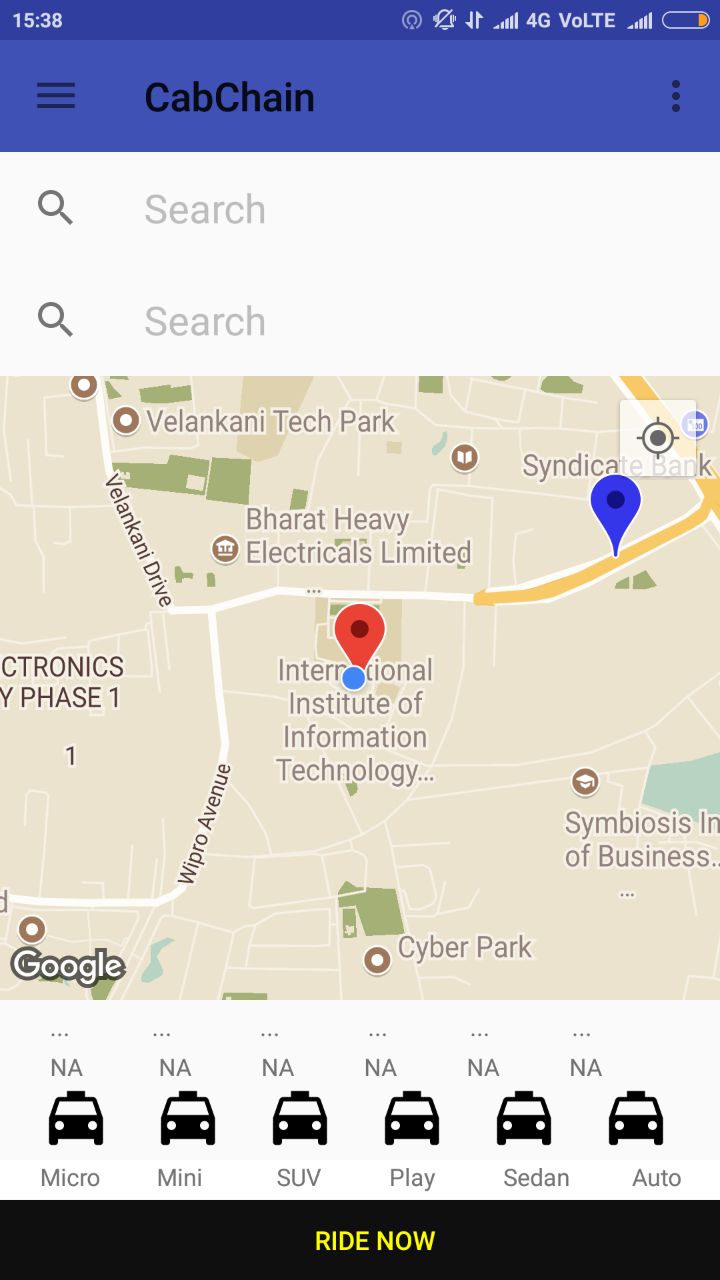 15:38 4G VoLTE
CabChain
Search
Search
Velankani Tech Park
Syndicate Bank
Velankani Drive
Bharat Heavy
Electricals Limited
...
CTRONICS
Y PHASE 1
International
Institute of
Information
Technology...
1
Wipro Avenue
Symbiosis In
of Business...
...
d
Cyber Park
Google
... ... ... ... ... ...
NA NA NA NA NA NA
Micro Mini SUV Play Sedan Auto
RIDE NOW